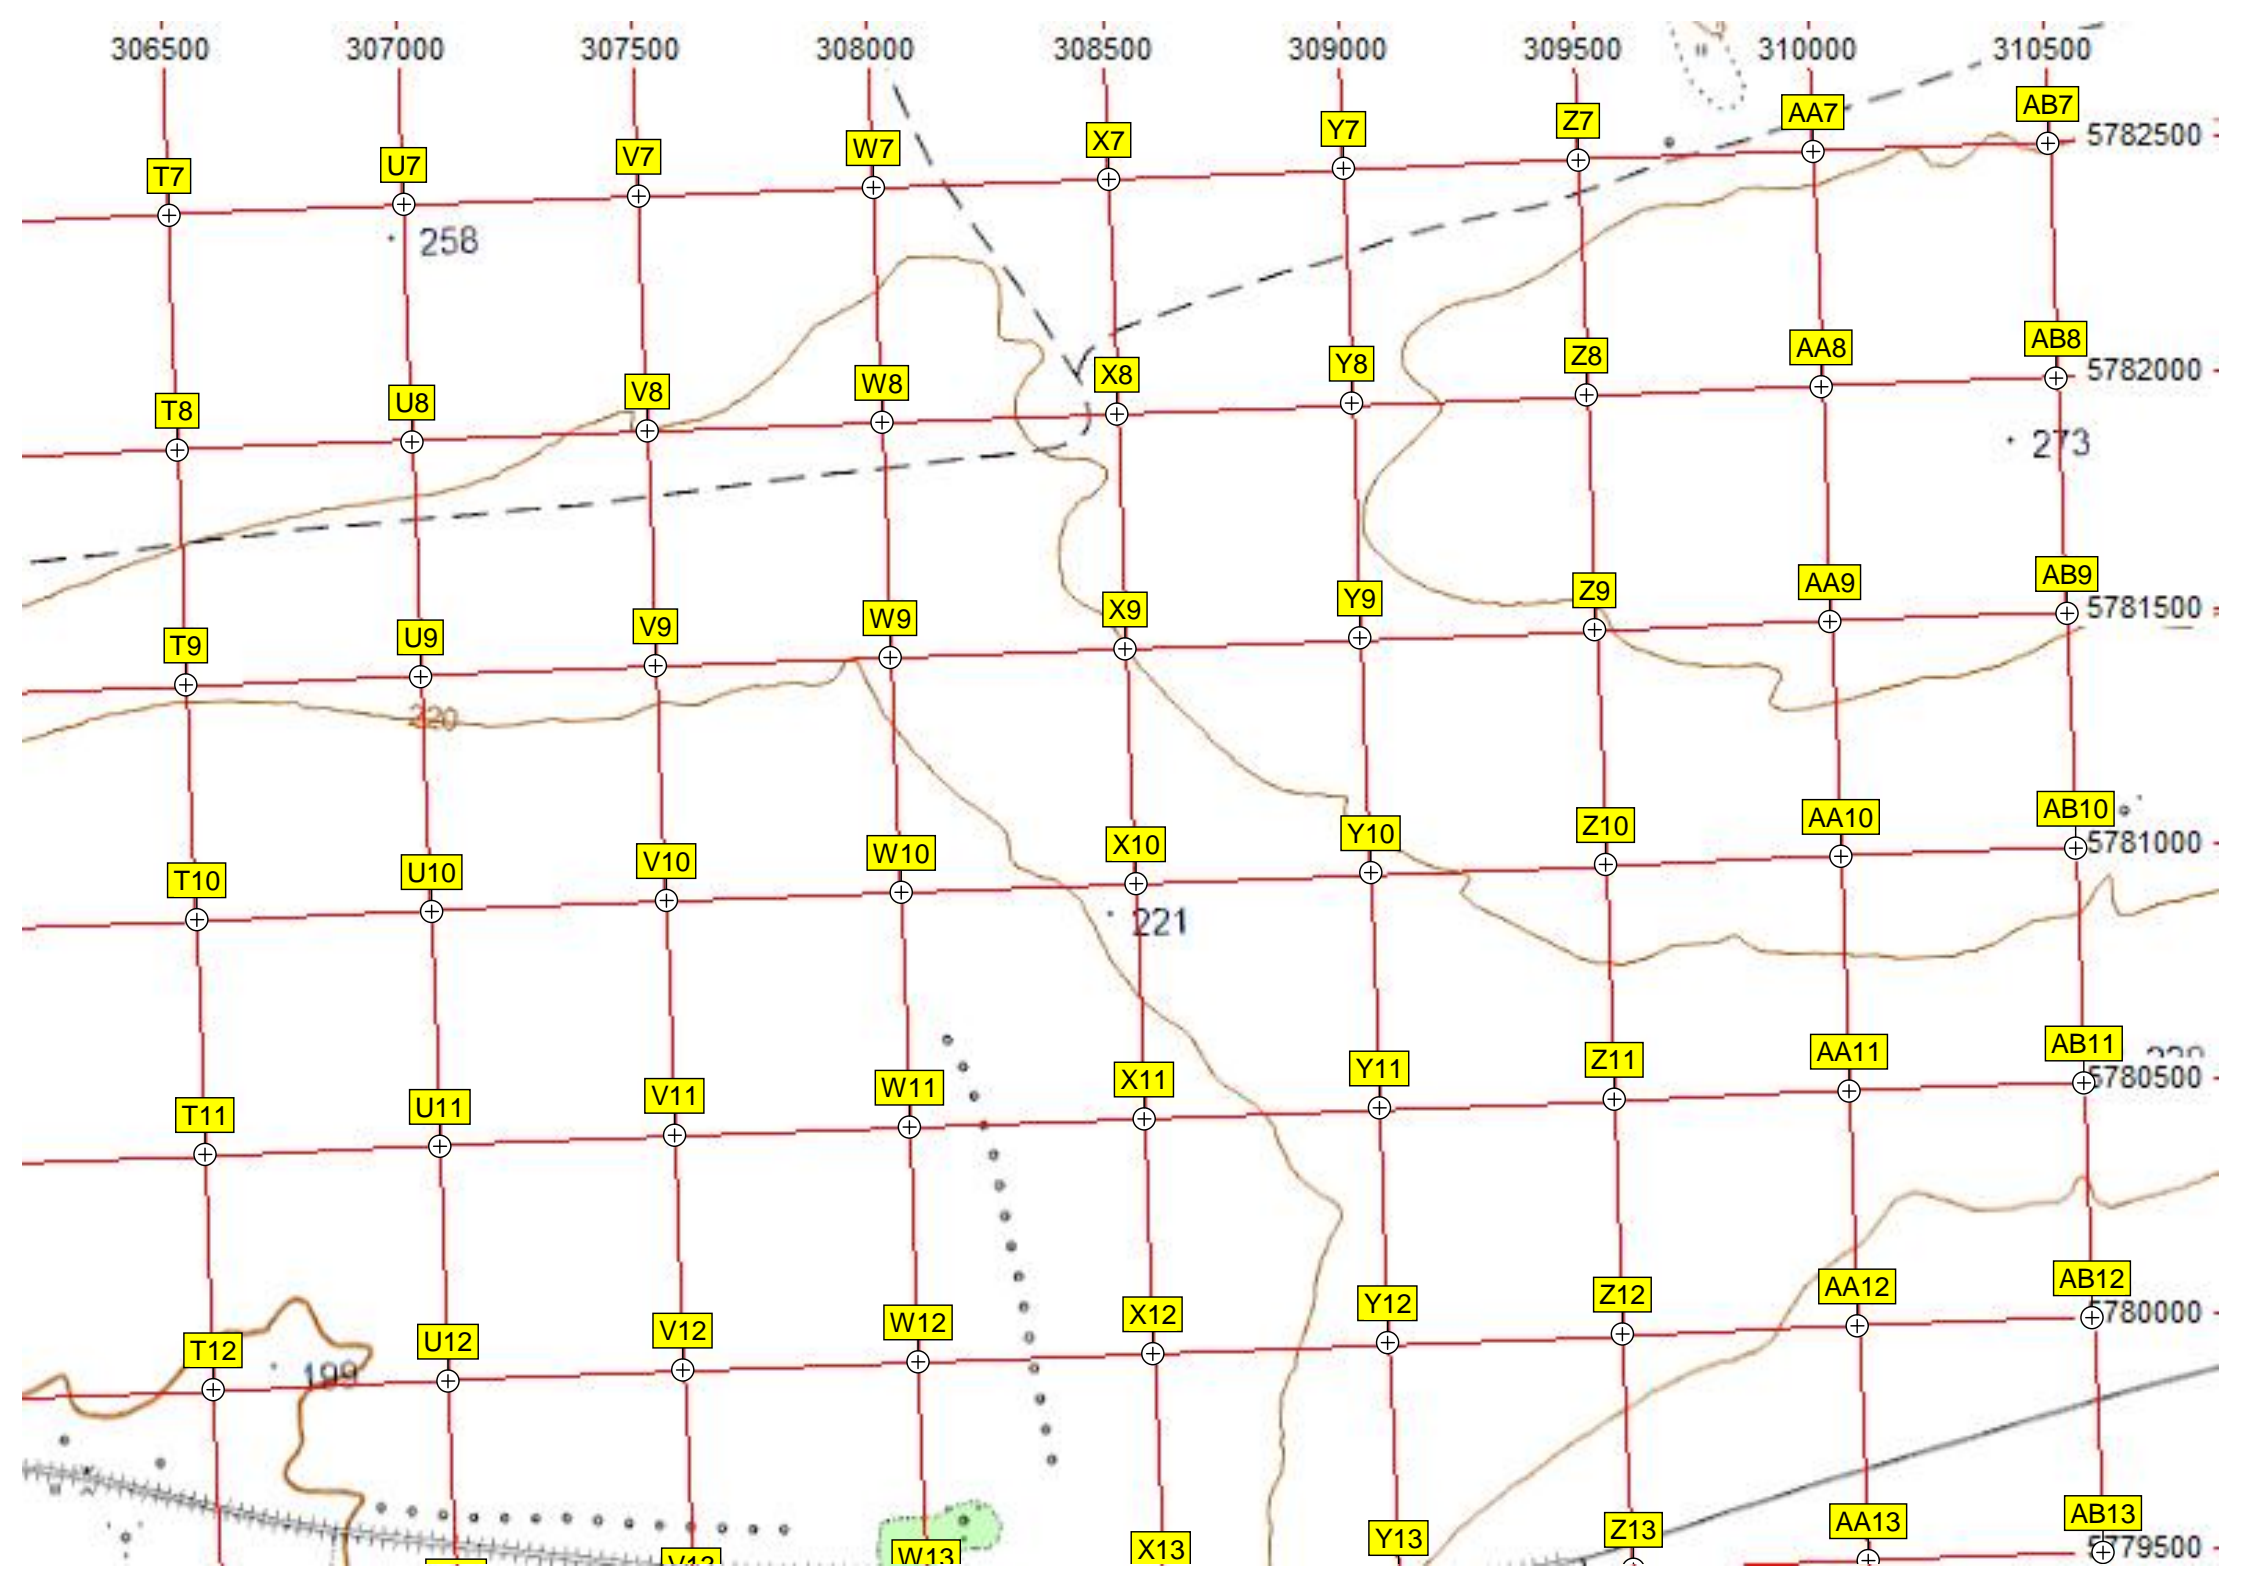 306500 307000 307500 308000 308500 309000 309500 310000 310500
T7 U7 V7 W7 X7 Y7 Z7 AA7 AB7 5782500
258
T8 U8 V8 W8 X8 Y8 Z8 AA8 AB8 5782000
273
T9 U9 V9 W9 X9 Y9 Z9 AA9 AB9 5781500
220
T10 U10 V10 W10 X10 Y10 Z10 AA10 AB10 5781000
221
T11 U11 V11 W11 X11 Y11 Z11 AA11 AB11 5780500
T12 U12 V12 W12 X12 Y12 Z12 AA12 AB12 5780000
199
V13 W13 X13 Y13 Z13 AA13 AB13 5779500